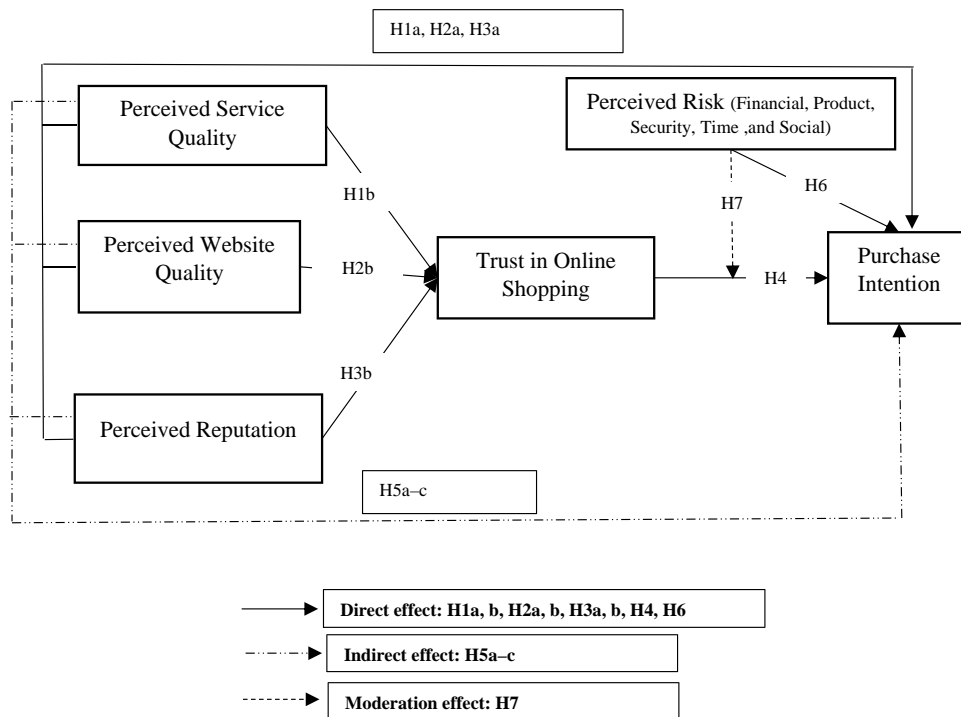 H1a, H2a, H3a
Perceived Service
Quality
Perceived Risk (Financial, Product,
Security, Time ,and Social)
H1b
H6
H7
Perceived Website
Quality
H2b
Trust in Online
Shopping
H4
Purchase
Intention
H3b
Perceived Reputation
H5a–c
Direct effect: H1a, b, H2a, b, H3a, b, H4, H6
Indirect effect: H5a–c
Moderation effect: H7